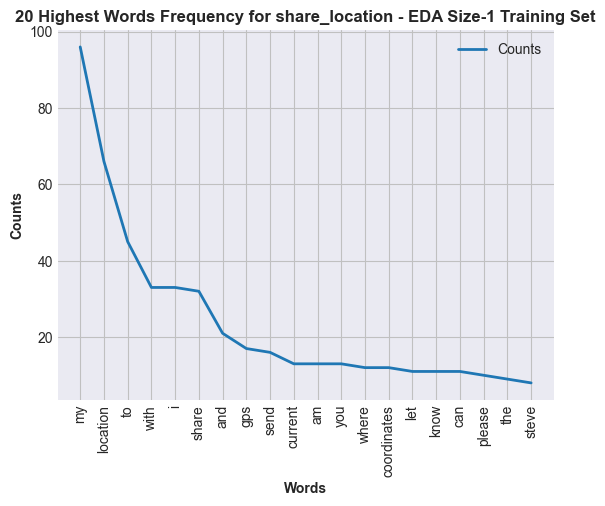 20 Highest Words Frequency for share_location - EDA Size-1 Training Set
Counts
100
80
60
40
20
Counts
my
location
to
with
i
share
and
gps
send
current
am
you
where
coordinates
let
know
can
please
the
steve
Words